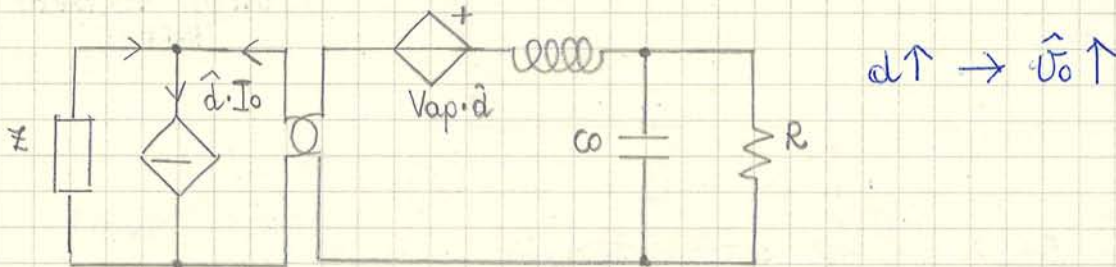 +
d↑ → v̂o ↑
d̂·Io
Vap·d̂
Z
Co
R